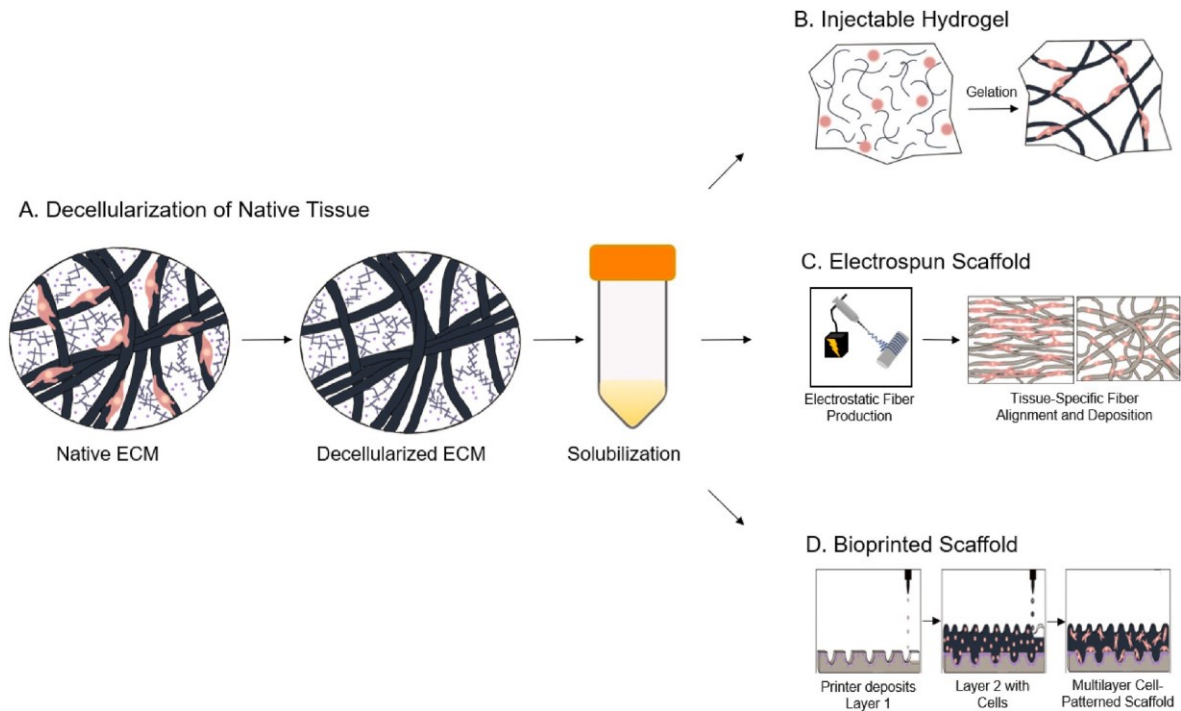 A. Decellularization of Native Tissue
Native ECM
Decellularized ECM
Solubilization
B. Injectable Hydrogel
Gelation
C. Electrospun Scaffold
Electrostatic Fiber
Production
Tissue-Specific Fiber
Alignment and Deposition
D. Bioprinted Scaffold
Printer deposits
Layer 1
Layer 2 with
Cells
Multilayer Cell-
Patterned Scaffold